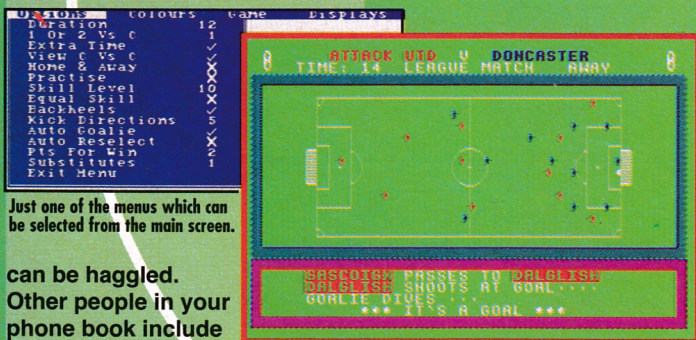 Options Colours Game Displays
Duration 12
1 Or 2 Vs C 1
Extra Time ✓
View C Vs C ✓
Home & Away X
Practise X
Skill Level 10
Equal Skill X
Backheels ✓
Kick Directions 5
Auto Goalie ✓
Auto Reselect X
Pts For Win 2
Substitutes 1
Exit Menu
Just one of the menus which can
be selected from the main screen.
can be haggled.
Other people in your
phone book include
0 ATTACK UTD V DONCASTER 0
TIME: 14 LEAGUE MATCH AWAY
GASCOIGN PASSES TO DALGLISH
DALGLISH SHOOTS AT GOAL....
GOALIE DIVES ...
*** IT'S A GOAL ***